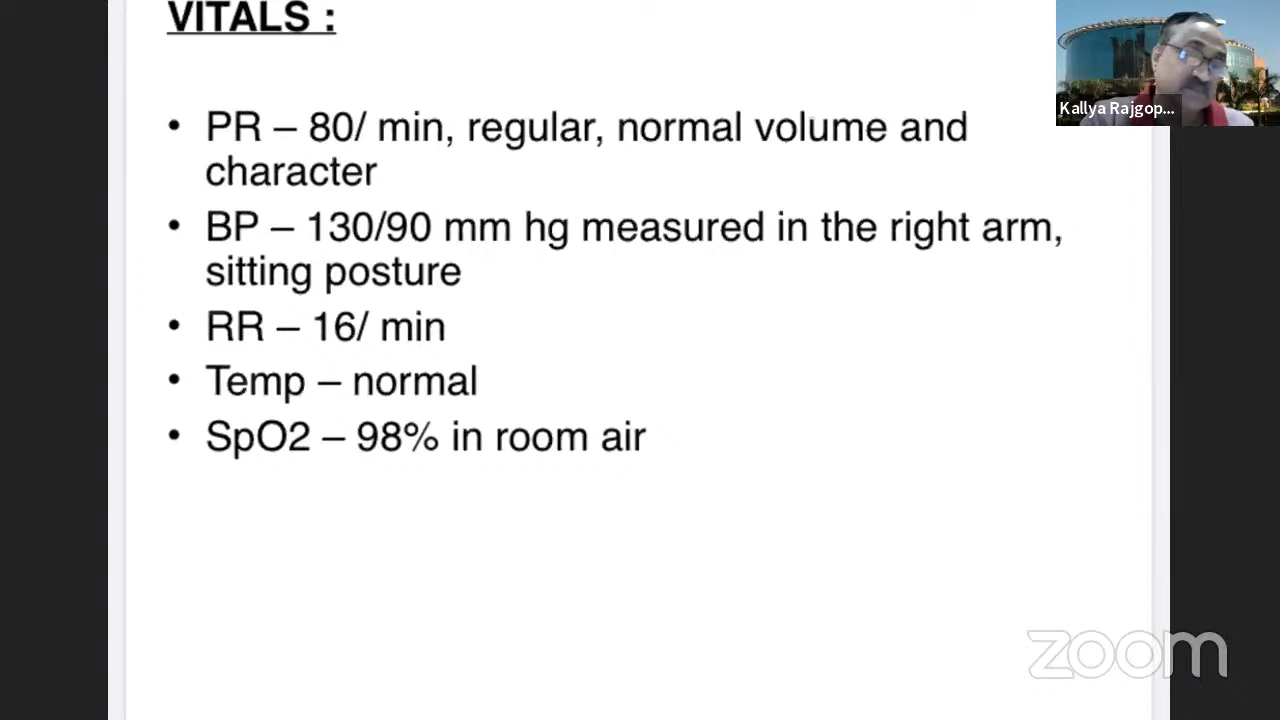 VITALS :
Kallya Rajgop...
• PR – 80/ min, regular, normal volume and
character
• BP – 130/90 mm hg measured in the right arm,
sitting posture
• RR – 16/ min
• Temp – normal
• SpO2 – 98% in room air
zoom